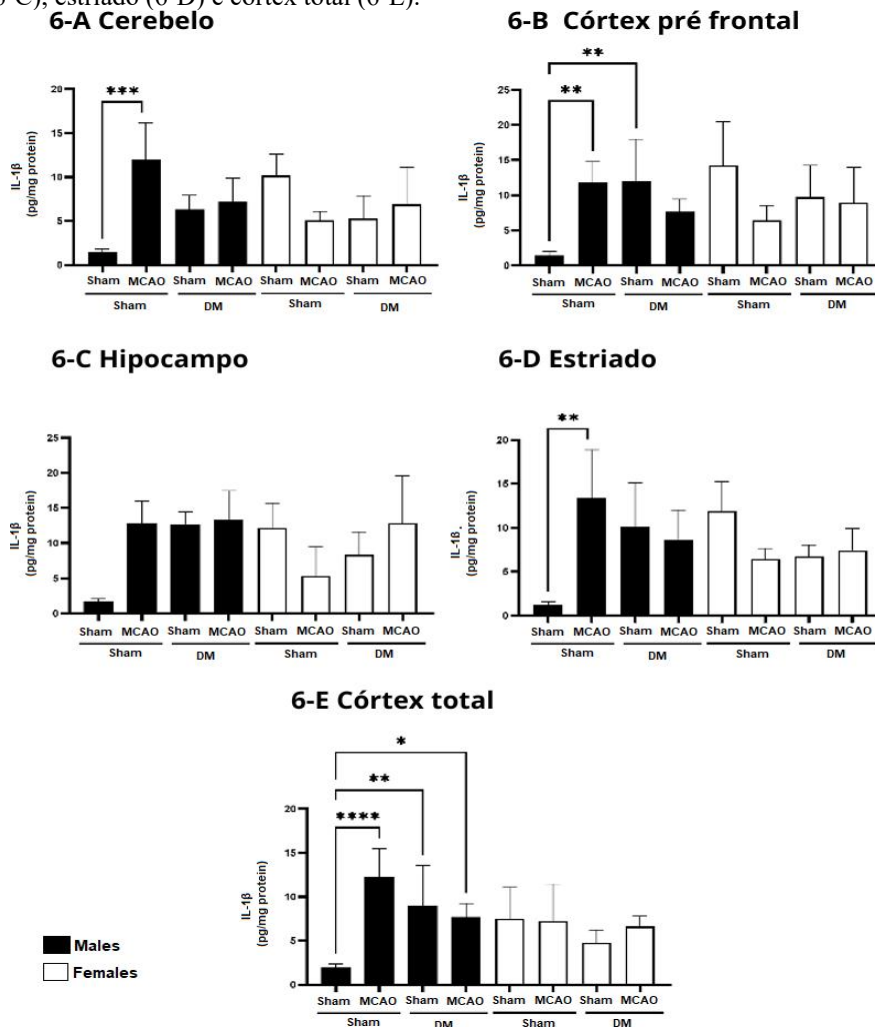 C), estriado (6-D) e córtex total (6-E).
6-A Cerebelo
***
20
15
10
5
0
IL-1β
(pg/mg protein)
Sham MCAO Sham MCAO Sham MCAO Sham MCAO
Sham DM Sham DM
6-B Córtex pré frontal
**
**
25
20
15
10
5
0
IL-1β
(pg/mg protein)
Sham MCAO Sham MCAO Sham MCAO Sham MCAO
Sham DM Sham DM
6-C Hipocampo
25
20
15
10
5
0
IL-1β
(pg/mg protein)
Sham MCAO Sham MCAO Sham MCAO Sham MCAO
Sham DM Sham DM
6-D Estriado
**
20
15
10
5
0
IL-1β.
(pg/mg protein)
Sham MCAO Sham MCAO Sham MCAO Sham MCAO
Sham DM Sham DM
6-E Córtex total
*
**
****
20
15
10
5
0
IL-1β
(pg/mg protein)
Sham MCAO Sham MCAO Sham MCAO Sham MCAO
Sham DM Sham DM
Males
Females